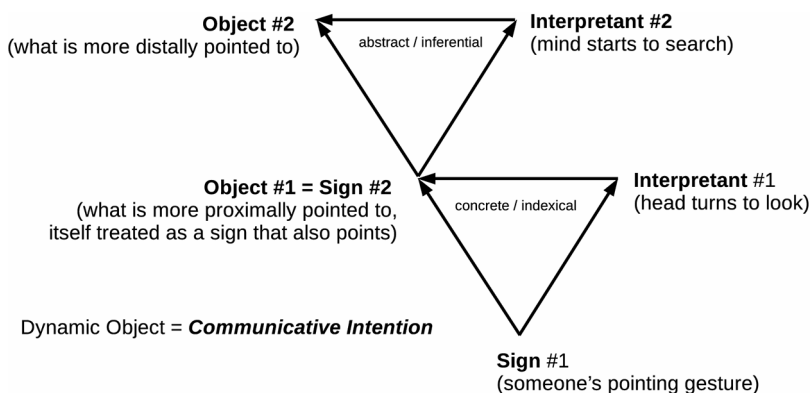 Object #2
(what is more distally pointed to)
abstract / inferential
Interpretant #2
(mind starts to search)
Object #1 = Sign #2
(what is more proximally pointed to,
itself treated as a sign that also points)
concrete / indexical
Interpretant #1
(head turns to look)
Dynamic Object = Communicative Intention
Sign #1
(someone's pointing gesture)